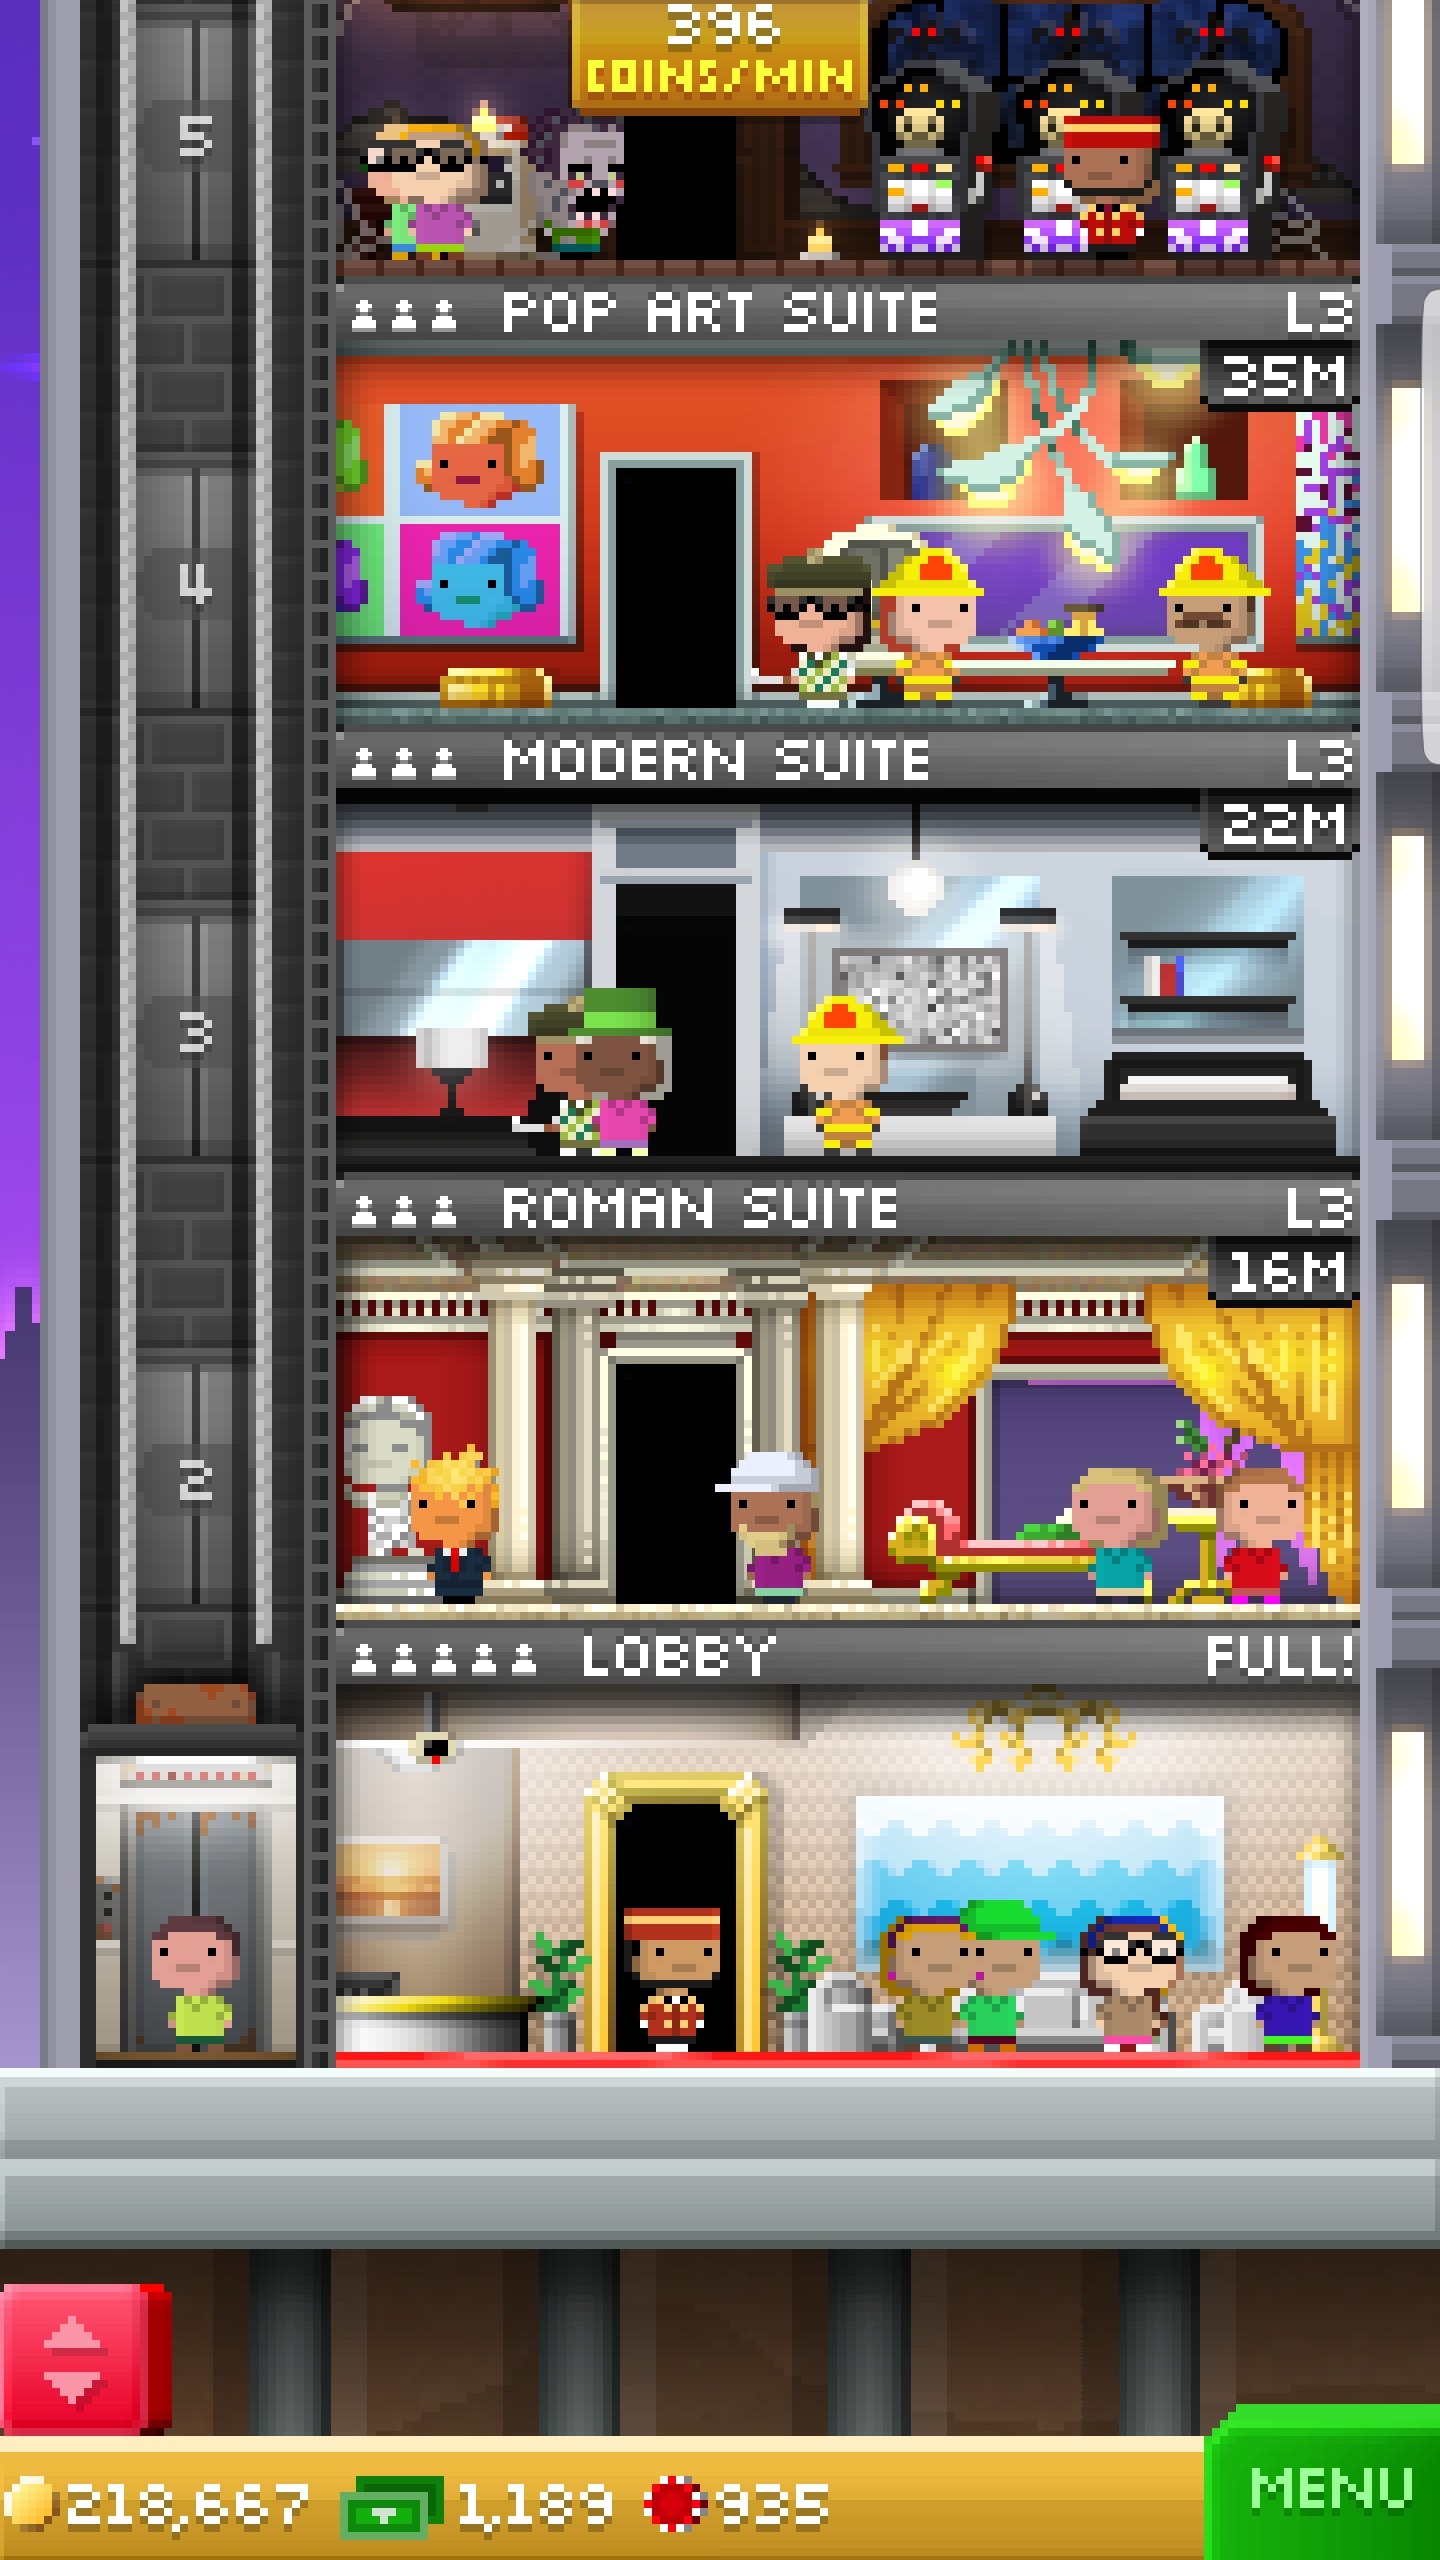 396
COINS/MIN
5
POP ART SUITE L3
35M
4
MODERN SUITE L3
22M
3
ROMAN SUITE L3
16M
2
LOBBY FULL!
MENU
218,667 1,189 935